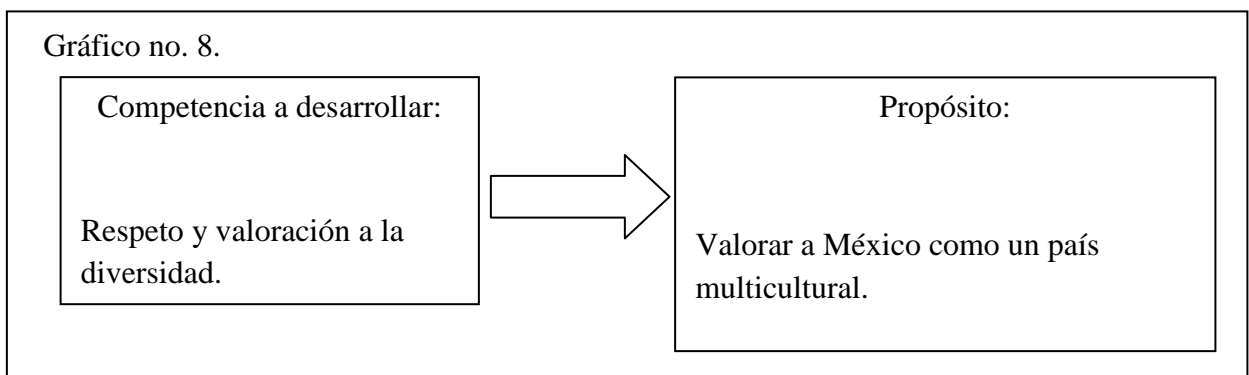 Gráfico no. 8.
Competencia a desarrollar:
Respeto y valoración a la
diversidad.
Propósito:
Valorar a México como un país
multicultural.